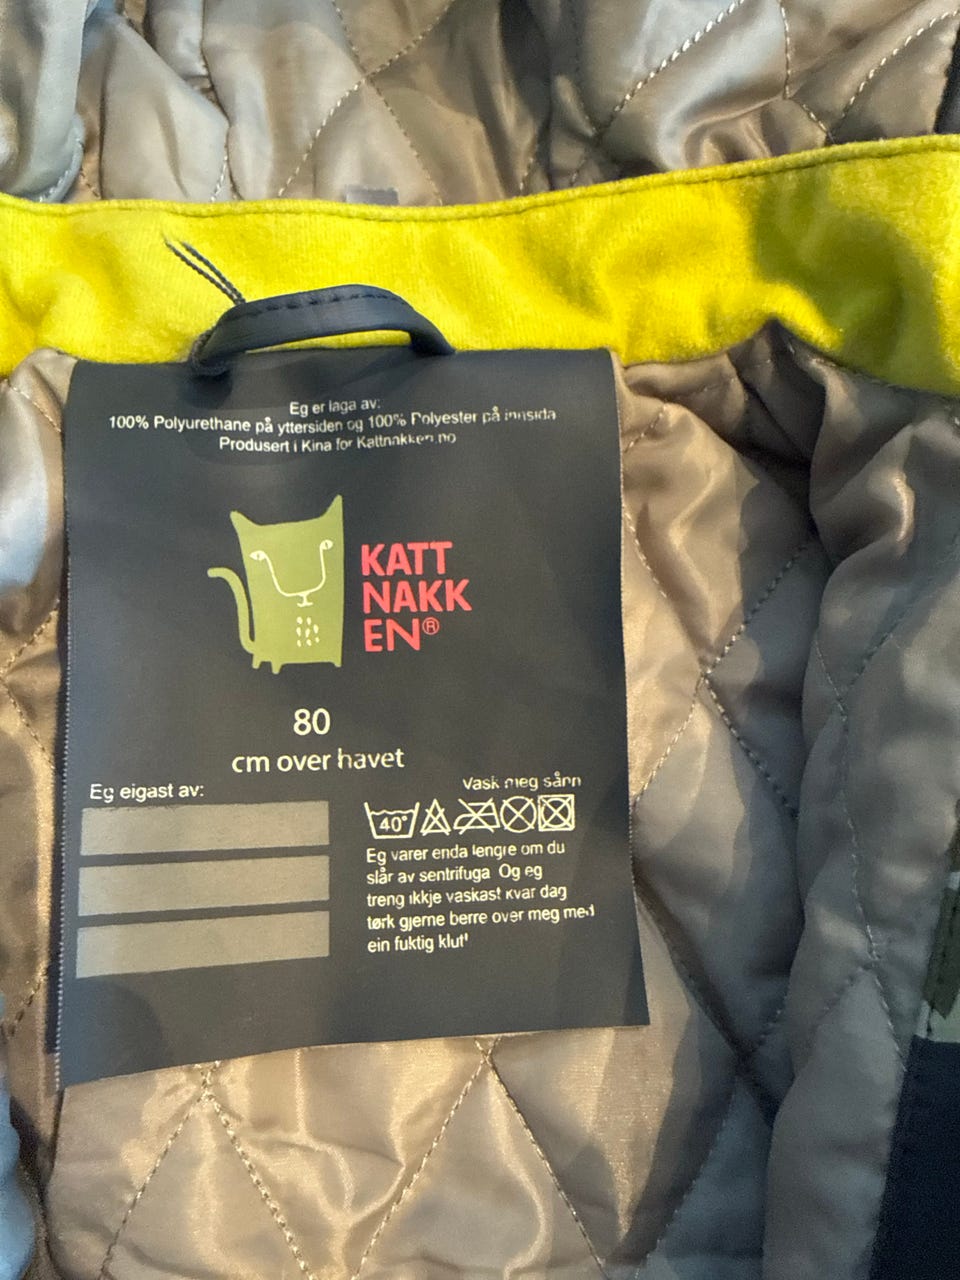 Eg er laga av:
100% Polyurethane på yttersiden og 100% Polyester på innsida
Produsert i Kina for Kattnakken.no
KATT
NAKK
EN®
80
cm over havet
Eg eigast av:
Vask meg sånn
40°
Eg varer enda lengre om du
slår av sentrifuga Og eg
treng ikkje vaskast kvar dag
tørk gjerne berre over meg med
ein fuktig klut!